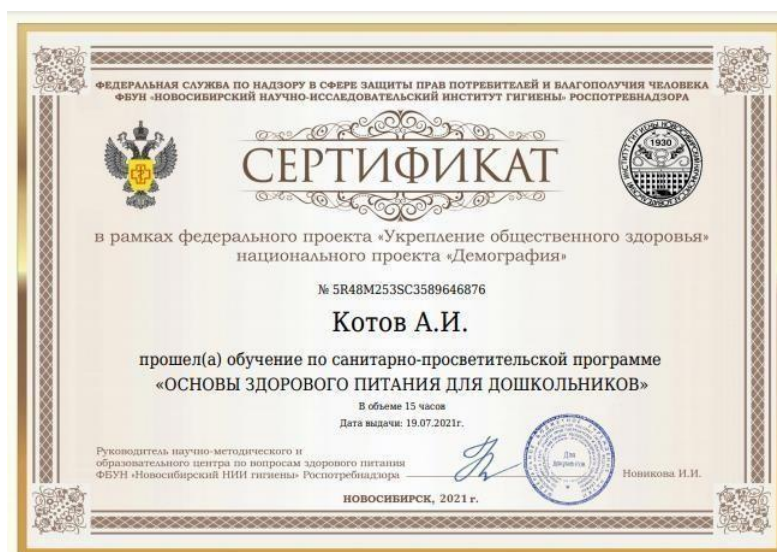 ФЕДЕРАЛЬНАЯ СЛУЖБА ПО НАДЗОРУ В СФЕРЕ ЗАЩИТЫ ПРАВ ПОТРЕБИТЕЛЕЙ И БЛАГОПОЛУЧИЯ ЧЕЛОВЕКА
ФБУН «НОВОСИБИРСКИЙ НАУЧНО-ИССЛЕДОВАТЕЛЬСКИЙ ИНСТИТУТ ГИГИЕНЫ» РОСПОТРЕБНАДЗОРА
СЕРТИФИКАТ
1930
в рамках федерального проекта «Укрепление общественного здоровья»
национального проекта «Демография»
№ 5R48M253SC3589646876
Котов А.И.
прошел(а) обучение по санитарно-просветительской программе
«ОСНОВЫ ЗДОРОВОГО ПИТАНИЯ ДЛЯ ДОШКОЛЬНИКОВ»
В объеме 15 часов
Дата выдачи: 19.07.2021г.
Руководитель научно-методического и
образовательного центра по вопросам здорового питания
ФБУН «Новосибирский НИИ гигиены» Роспотребнадзора
Для
документов
Новикова И.И.
НОВОСИБИРСК, 2021 г.